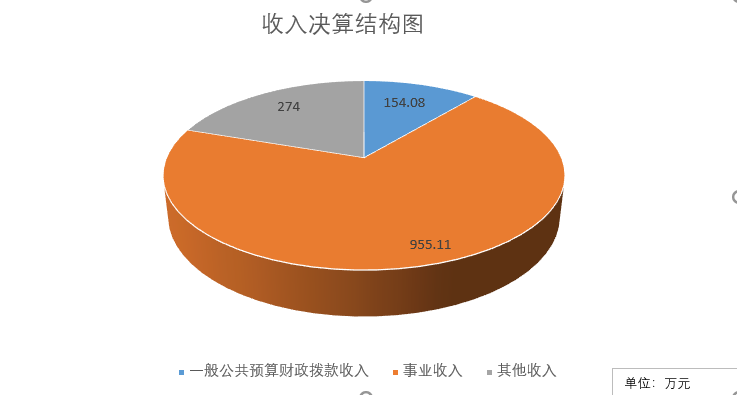 收入决算结构图
274
154.08
955.11
一般公共预算财政拨款收入
事业收入
其他收入
单位：万元